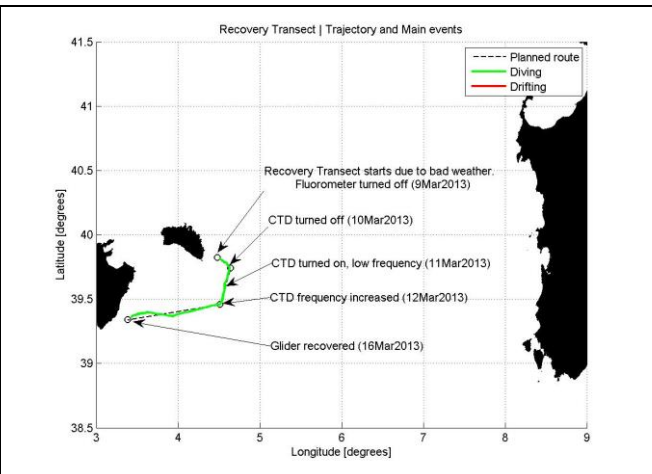 Recovery Transect | Trajectory and Main events
41.5
41
40.5
40
39.5
39
38.5
Latitude [degrees]
Planned route
Diving
Drifting
Recovery Transect starts due to bad weather.
Fluorometer turned off (9Mar2013)
CTD turned off (10Mar2013)
CTD turned on, low frequency (11Mar2013)
CTD frequency increased (12Mar2013)
Glider recovered (16Mar2013)
3 4 5 6 7 8 9
Longitude [degrees]